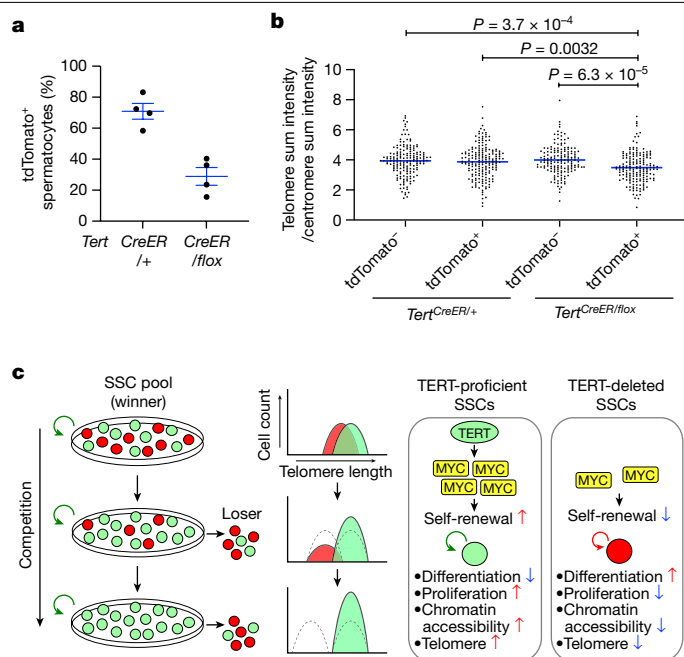 a
tdTomato⁺
spermatocytes (%)
100
80
60
40
20
0
Tert CreER CreER
/+ /flox
b
P = 3.7 × 10⁻⁴
P = 0.0032
P = 6.3 × 10⁻⁵
Telomere sum intensity
/centromere sum intensity
10
8
6
4
2
0
tdTomato⁻
tdTomato⁺
tdTomato⁻
tdTomato⁺
Tert^CreER/+
Tert^CreER/flox
c
SSC pool
(winner)
Competition
Loser
Cell count
Telomere length
TERT-proficient
SSCs
TERT
MYC MYC
MYC MYC
Self-renewal ↑
•Differentiation ↓
•Proliferation ↑
•Chromatin
accessibility ↑
•Telomere ↑
TERT-deleted
SSCs
MYC MYC
Self-renewal ↓
•Differentiation ↑
•Proliferation ↓
•Chromatin
accessibility ↓
•Telomere ↓